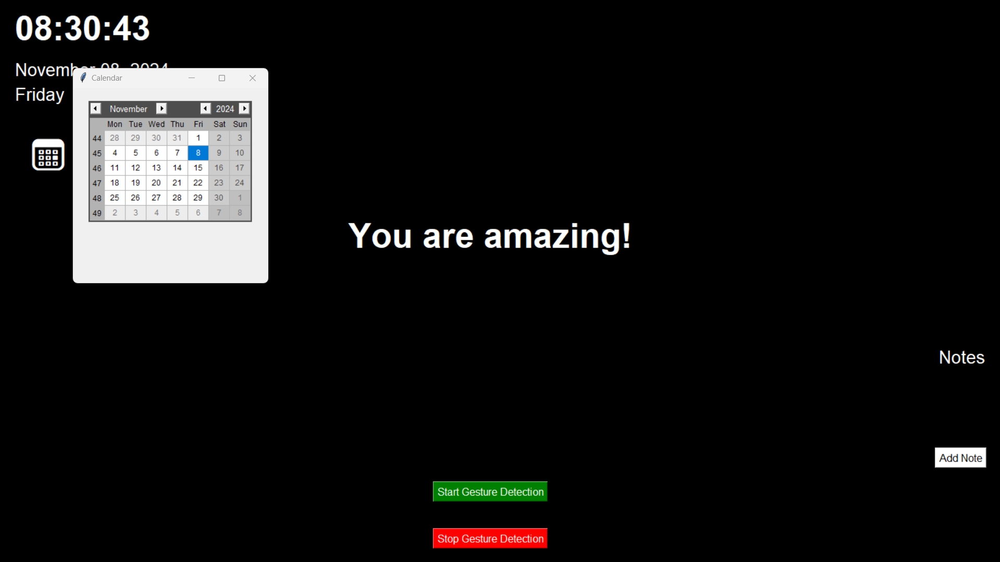 08:30:43
November 08, 2024
Friday
Calendar
November 2024
Mon Tue Wed Thu Fri Sat Sun
44 28 29 30 31 1 2 3
45 4 5 6 7 8 9 10
46 11 12 13 14 15 16 17
47 18 19 20 21 22 23 24
48 25 26 27 28 29 30 1
49 2 3 4 5 6 7 8
You are amazing!
Notes
Add Note
Start Gesture Detection
Stop Gesture Detection